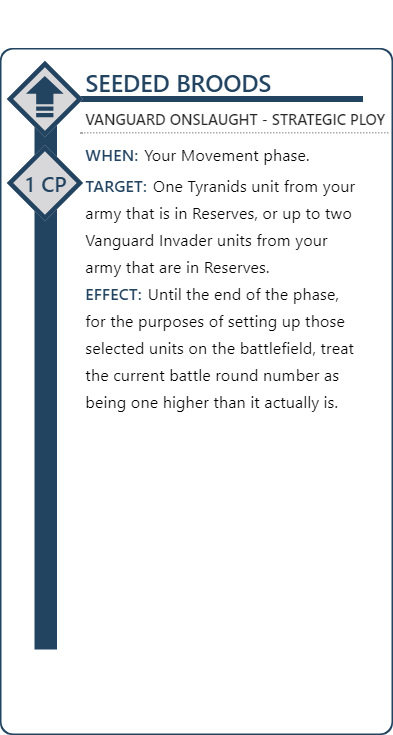 SEEDED BROODS
VANGUARD ONSLAUGHT - STRATEGIC PLOY
WHEN: Your Movement phase.
1 CP
TARGET: One Tyranids unit from your
army that is in Reserves, or up to two
Vanguard Invader units from your
army that are in Reserves.
EFFECT: Until the end of the phase,
for the purposes of setting up those
selected units on the battlefield, treat
the current battle round number as
being one higher than it actually is.